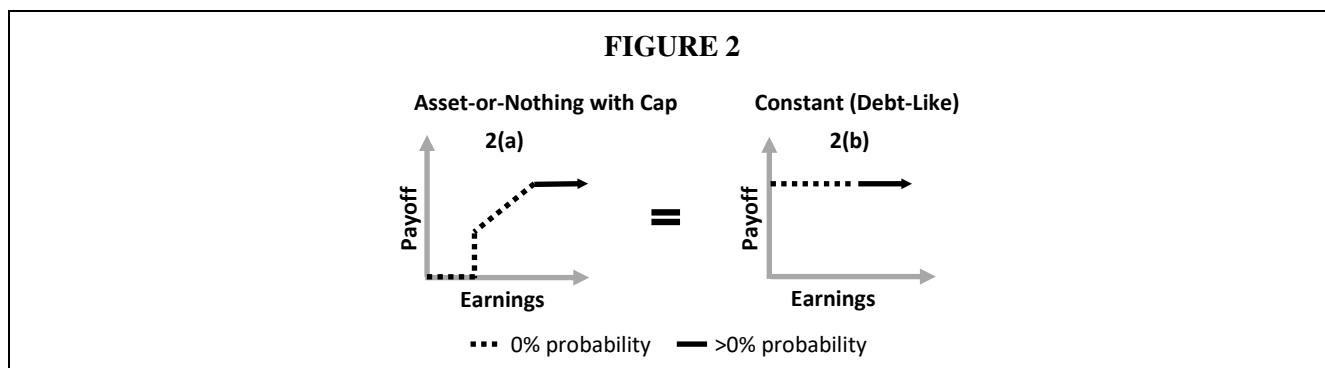 FIGURE 2
Asset-or-Nothing with Cap
Constant (Debt-Like)
2(a)
2(b)
Payoff
Payoff
=
Earnings
Earnings
0% probability
>0% probability